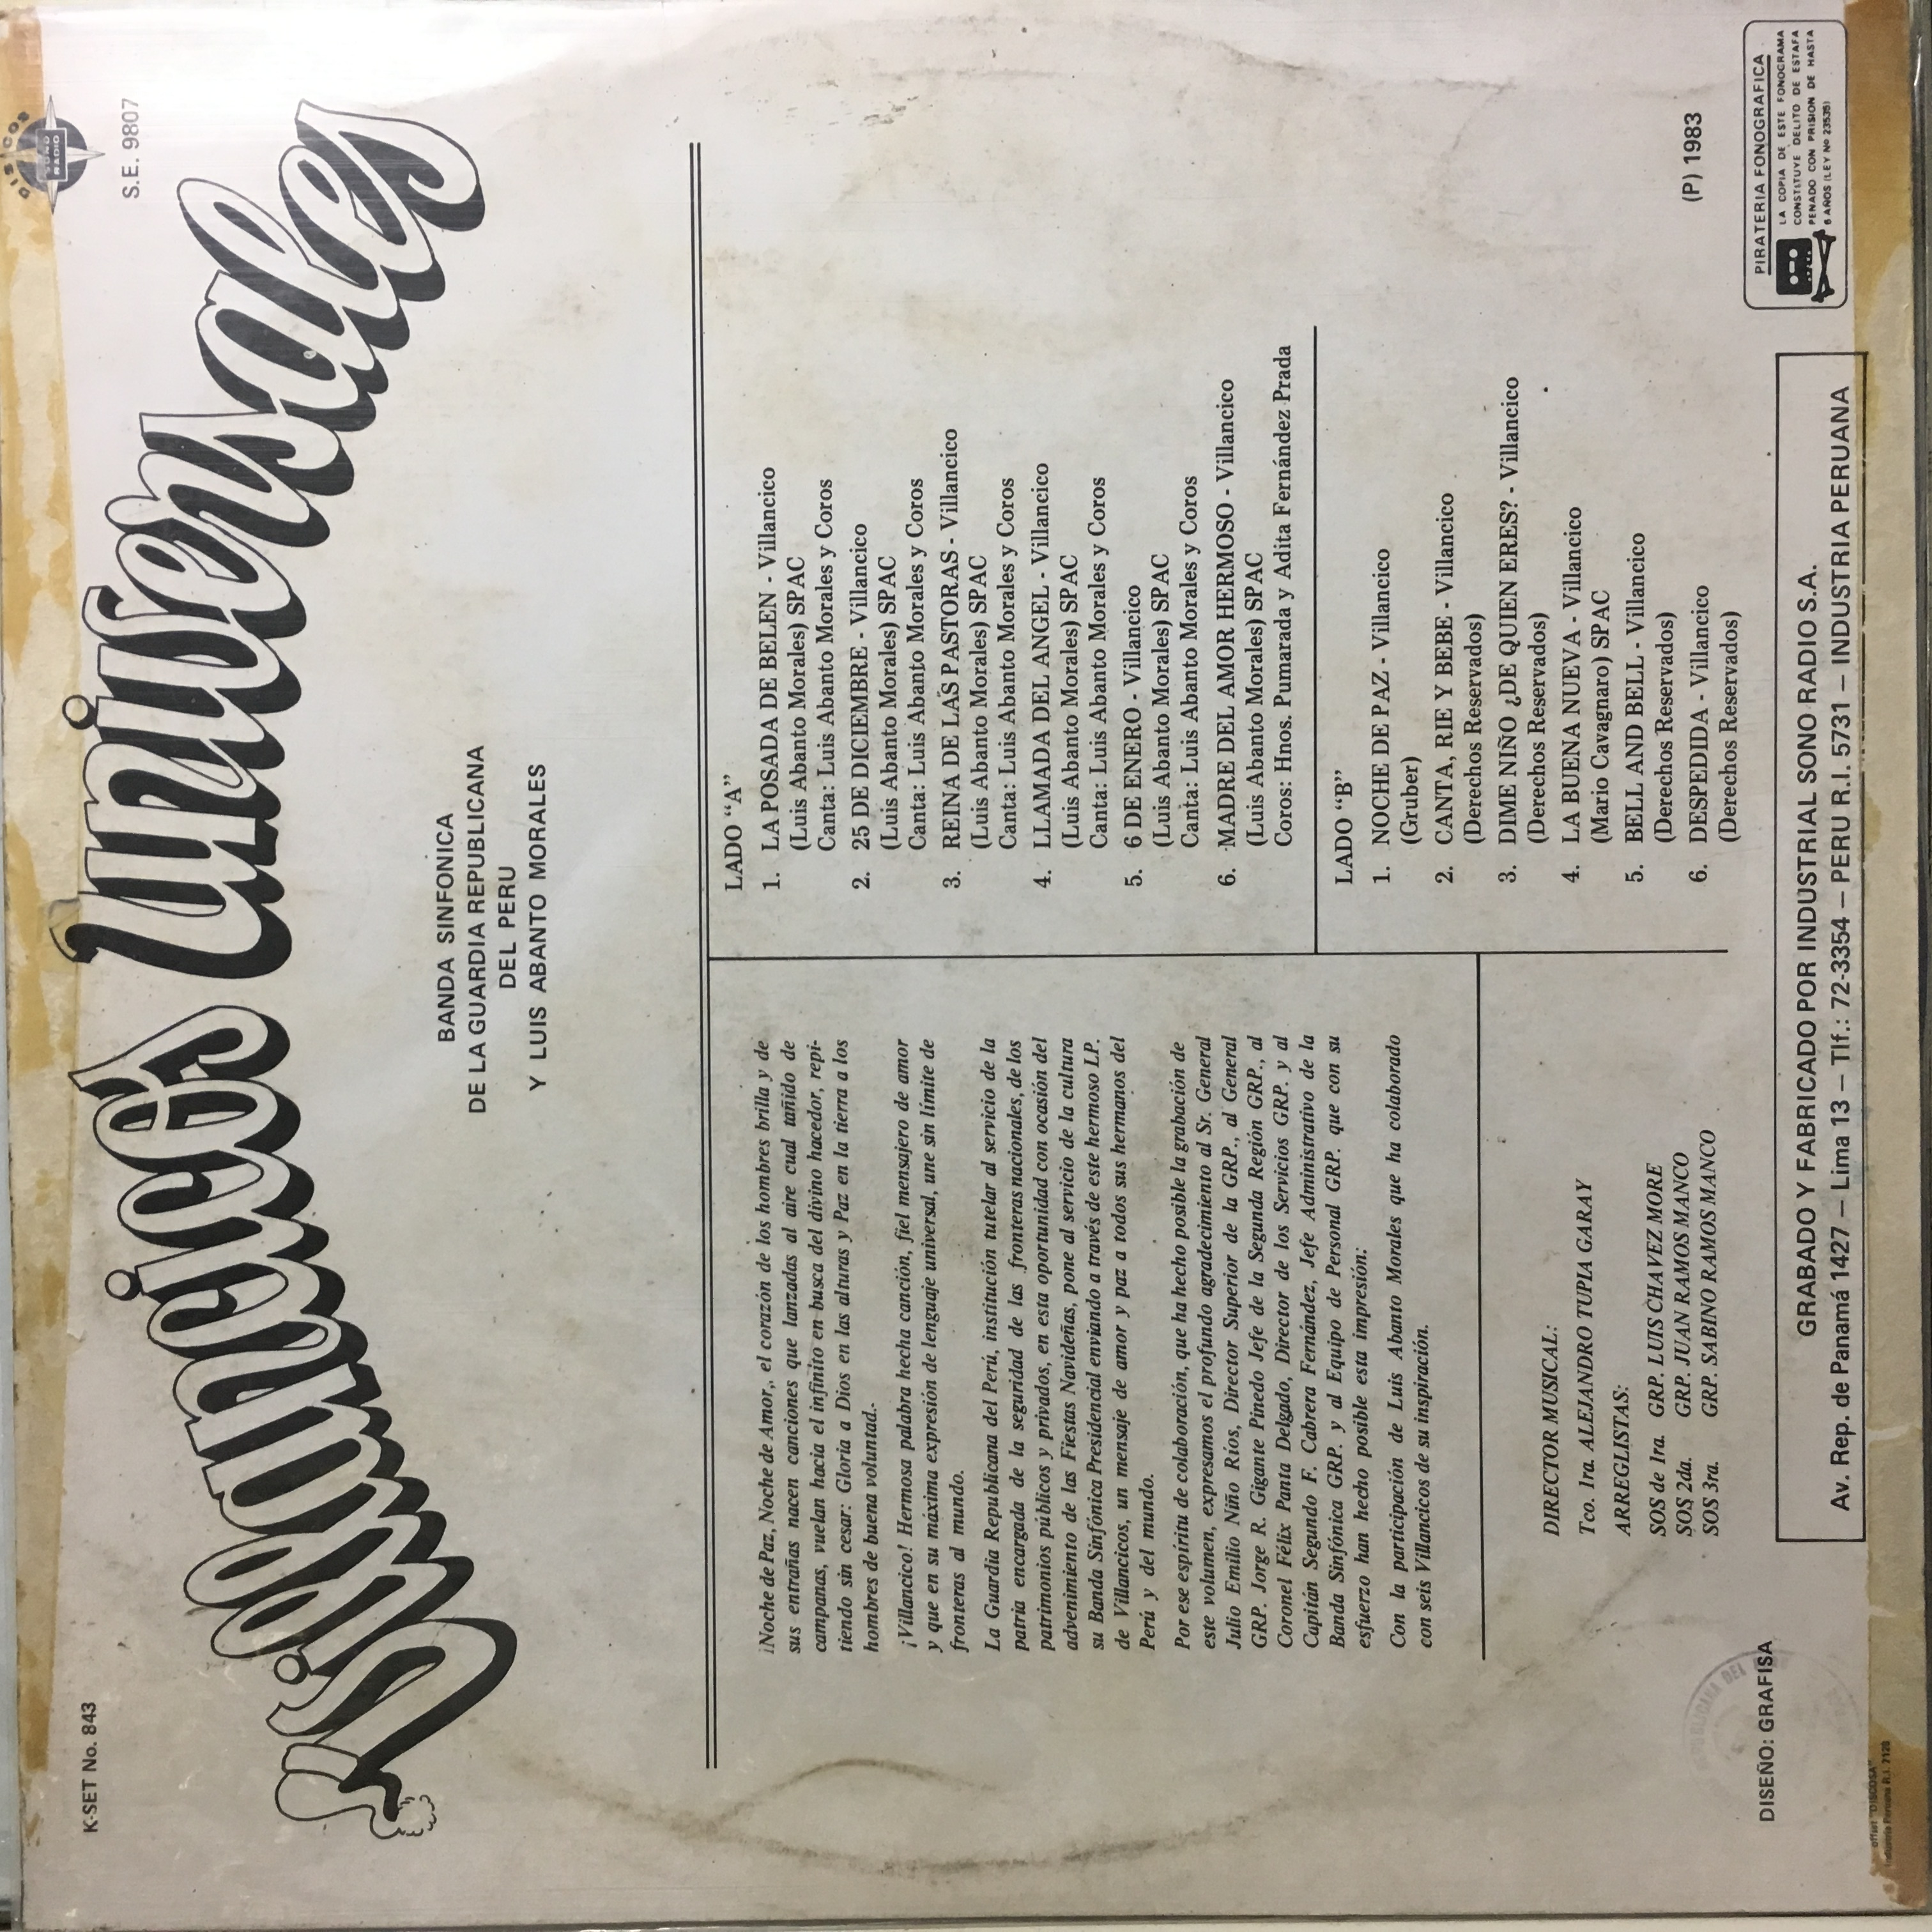 K-SET No. 843
DISCOS
SONO
RADIO
S.E. 9807
Villancicos Universales
BANDA SINFONICA
DE LA GUARDIA REPUBLICANA
DEL PERU
Y LUIS ABANTO MORALES
¡Noche de Paz, Noche de Amor,, el corazón de los hombres brilla y de
sus entrañas nacen canciones que lanzadas al aire cual tañido de
campanas, vuelan hacia el infinito en busca del divino hacedor, repi-
tiendo sin cesar: Gloria a Dios en las alturas y Paz en la tierra a los
hombres de buena voluntad.-
¡Villancico! Hermosa palabra hecha canción, fiel mensajero de amor
y que en su máxima expresión de lenguaje universal, une sin límite de
fronteras al mundo.
La Guardia Republicana del Perú, institución tutelar al servicio de la
patria encargada de la seguridad de las fronteras nacionales, de los
patrimonios públicos y privados, en esta oportunidad con ocasión del
advenimiento de las Fiestas Navideñas, pone al servicio de la cultura
su Banda Sinfónica Presidencial enviando a través de este hermoso LP.
de Villancicos, un mensaje de amor y paz a todos sus hermanos del
Perú y del mundo.
Por ese espíritu de colaboración, que ha hecho posible la grabación de
este volumen, expresamos el profundo agradecimiento al Sr. General
Julio Emilio Niño Ríos, Director Superior de la GRP., al General
GRP. Jorge R. Gigante Pinedo Jefe de la Segunda Región GRP., al
Coronel Félix Panta Delgado, Director de los Servicios GRP. y al
Capitán Segundo F. Cabrera Fernández, Jefe Administrativo de la
Banda Sinfónica GRP. y al Equipo de Personal GRP. que con su
esfuerzo han hecho posible esta impresión:
Con la participación de Luis Abanto Morales que ha colaborado
con seis Villancicos de su inspiración.
DIRECTOR MUSICAL:
Tco. 1ra. ALEJANDRO TUPIA GARAY
ARREGLISTAS:
SOS de 1ra. GRP. LUIS CHAVEZ MORE
SOS 2da. GRP. JUAN RAMOS MANCO
SOS 3ra. GRP. SABINO RAMOS MANCO
LADO “A”
1. LA POSADA DE BELEN - Villancico
(Luis Abanto Morales) SPAC
Canta: Luis Abanto Morales y Coros
2. 25 DE DICIEMBRE - Villancico
(Luis Abanto Morales) SPAC
Canta: Luis Abanto Morales y Coros
3. REINA DE LAS PASTORAS - Villancico
(Luis Abanto Morales) SPAC
Canta: Luis Abanto Morales y Coros
4. LLAMADA DEL ANGEL - Villancico
(Luis Abanto Morales) SPAC
Canta: Luis Abanto Morales y Coros
5. 6 DE ENERO - Villancico
(Luis Abanto Morales) SPAC
Canta: Luis Abanto Morales y Coros
6. MADRE DEL AMOR HERMOSO - Villancico
(Luis Abanto Morales) SPAC
Coros: Hnos. Pumarada y Adita Fernández Prada
LADO “B”
1. NOCHE DE PAZ - Villancico
(Gruber)
2. CANTA, RIE Y BEBE - Villancico
(Derechos Reservados)
3. DIME NIÑO ¿DE QUIEN ERES? - Villancico
(Derechos Reservados)
4. LA BUENA NUEVA - Villancico
(Mario Cavagnaro) SPAC
5. BELL AND BELL - Villancico
(Derechos Reservados)
6. DESPEDIDA - Villancico
(Derechos Reservados)
(P) 1983
DISEÑO: GRAFISA
PUBLICANA DEL
GRABADO Y FABRICADO POR INDUSTRIAL SONO RADIO S.A.
Av. Rep. de Panamá 1427 – Lima 13 – Tlf.: 72-3354 – PERU R.I. 5731 – INDUSTRIA PERUANA
PIRATERIA FONOGRAFICA
LA COPIA DE ESTE FONOGRAMA
CONSTITUYE DELITO DE ESTAFA
PENADO CON PRISION DE HASTA
6 AÑOS (LEY Nº 23535)
offset "DISCOSA"
Industria Peruana R.I. 7120